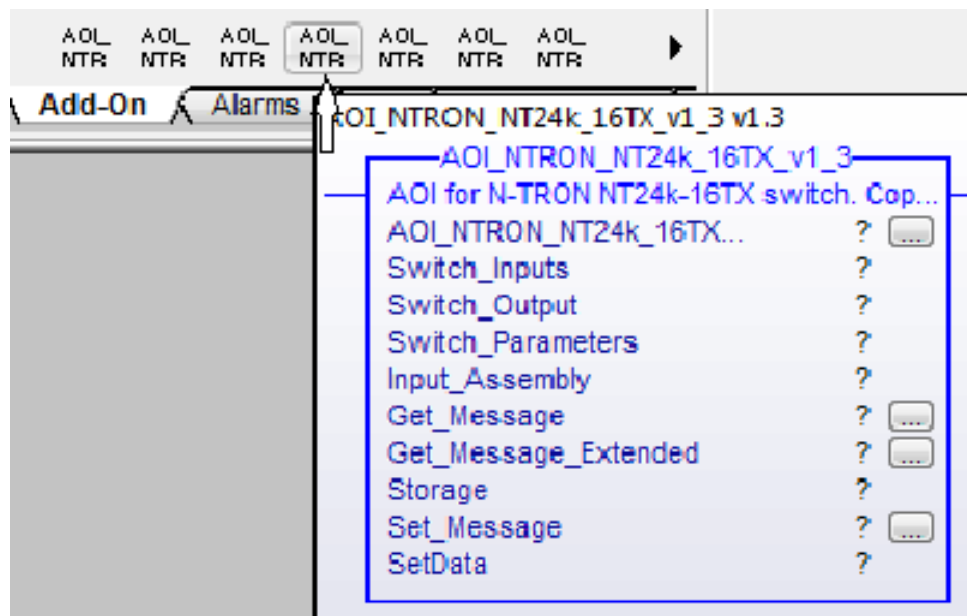 AOI_ AOI_ AOI_ AOI_ AOI_ AOI_ AOI_
NTR NTR NTR NTR NTR NTR NTR
Add-On Alarms
AOI_NTRON_NT24k_16TX_v1_3 v1.3
AOI_NTRON_NT24k_16TX_v1_3
AOI for N-TRON NT24k-16TX switch. Cop...
AOI_NTRON_NT24k_16TX... ? ...
Switch_Inputs ?
Switch_Output ?
Switch_Parameters ?
Input_Assembly ?
Get_Message ? ...
Get_Message_Extended ? ...
Storage ?
Set_Message ? ...
SetData ?